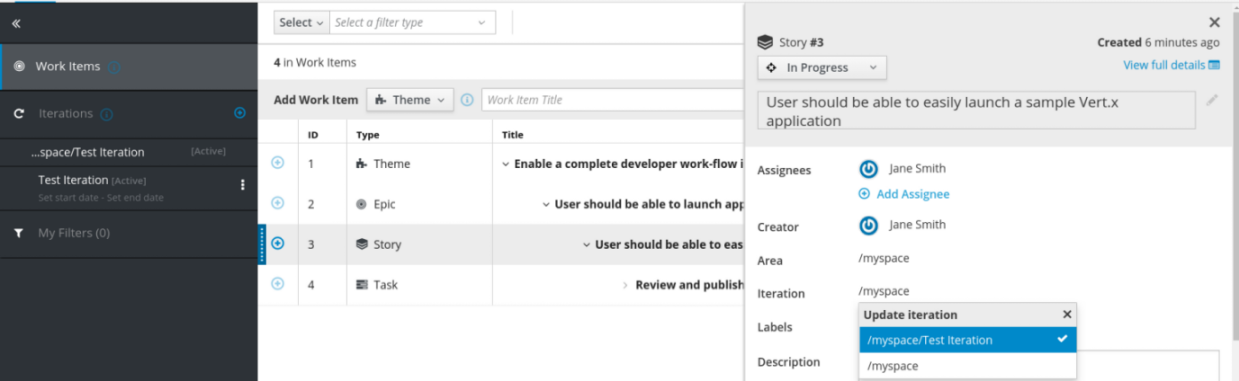 «
Select
Select a filter type
Work Items
4 in Work Items
Iterations
Add Work Item
Theme
Work Item Title
...space/Test Iteration [Active]
Test Iteration [Active]
Set start date - Set end date
My Filters (0)
ID Type Title
1 Theme Enable a complete developer work-flow i
2 Epic User should be able to launch app
3 Story User should be able to eas
4 Task Review and publish
Story #3
Created 6 minutes ago
In Progress
View full details
User should be able to easily launch a sample Vert.x
application
Assignees Jane Smith
Add Assignee
Creator Jane Smith
Area /myspace
Iteration /myspace
Update iteration
Labels
/myspace/Test Iteration
Description
/myspace